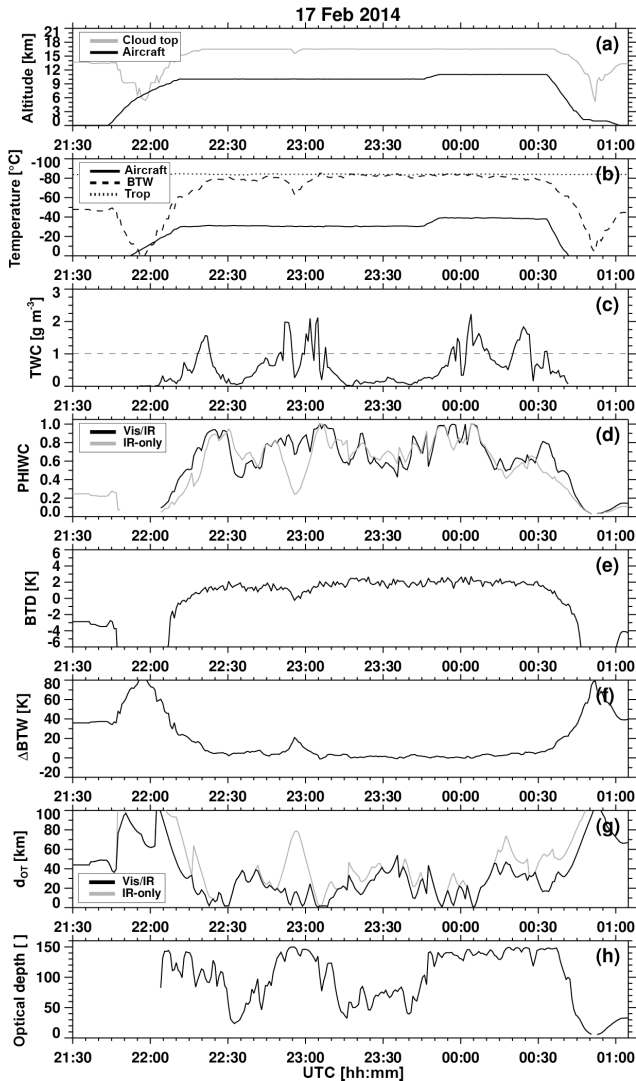 17 Feb 2014
Altitude [km]
21
18
15
12
9
6
3
0
Cloud top
Aircraft
(a)
21:30 22:00 22:30 23:00 23:30 00:00 00:30 01:00
Temperature [°C]
-100
-80
-60
-40
-20
0
Aircraft
BTW
Trop
(b)
21:30 22:00 22:30 23:00 23:30 00:00 00:30 01:00
TWC [g m-3]
3
2
1
0
(c)
21:30 22:00 22:30 23:00 23:30 00:00 00:30 01:00
PHIWC
1.0
0.8
0.6
0.4
0.2
0.0
Vis/IR
IR-only
(d)
21:30 22:00 22:30 23:00 23:30 00:00 00:30 01:00
BTD [K]
6
4
2
0
-2
-4
-6
(e)
21:30 22:00 22:30 23:00 23:30 00:00 00:30 01:00
ΔBTW [K]
80
60
40
20
0
-20
(f)
21:30 22:00 22:30 23:00 23:30 00:00 00:30 01:00
dOT [km]
100
80
60
40
20
0
Vis/IR
IR-only
(g)
21:30 22:00 22:30 23:00 23:30 00:00 00:30 01:00
Optical depth [ ]
150
100
50
0
(h)
21:30 22:00 22:30 23:00 23:30 00:00 00:30 01:00
UTC [hh:mm]